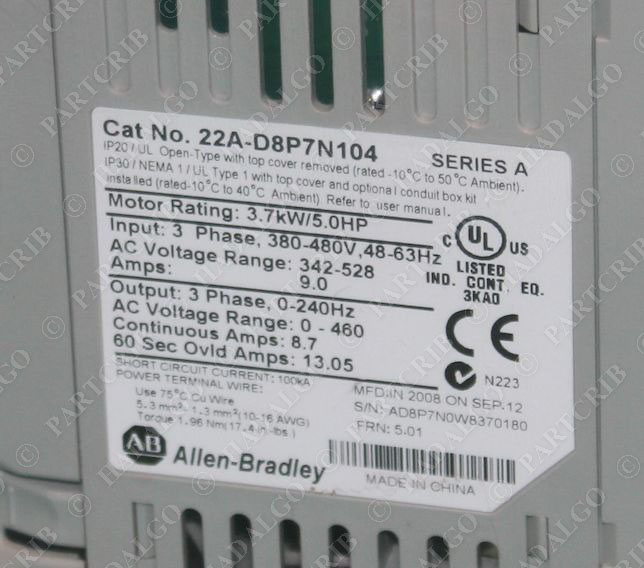 Cat No. 22A-D8P7N104 SERIES A
IP20 / UL Open-Type with top cover removed (rated -10°C to 50°C Ambient).
IP30 / NEMA 1 / UL Type 1 with top cover and optional conduit box kit
installed (rated-10°C to 40°C Ambient). Refer to user manual.
Motor Rating: 3.7kW/5.0HP
Input: 3 Phase, 380-480V, 48-63Hz
AC Voltage Range: 342-528
Amps: 9.0
Output: 3 Phase, 0-240Hz
AC Voltage Range: 0 - 460
Continuous Amps: 8.7
60 Sec Ovld Amps: 13.05
C UL US
LISTED
IND. CONT. EQ.
3KA0
CE
N223
SHORT CIRCUIT CURRENT: 100kA
POWER TERMINAL WIRE:
Use 75°C Cu Wire
5.3 mm²- 1.3 mm²(10-16 AWG)
Torque 1.96 Nm(17.4 in-lbs.)
MFD.IN 2008 ON SEP-12
S/N: AD8P7N0W8370180
FRN: 5.01
AB Allen-Bradley
MADE IN CHINA
© PARTCRIB
© HADALGO